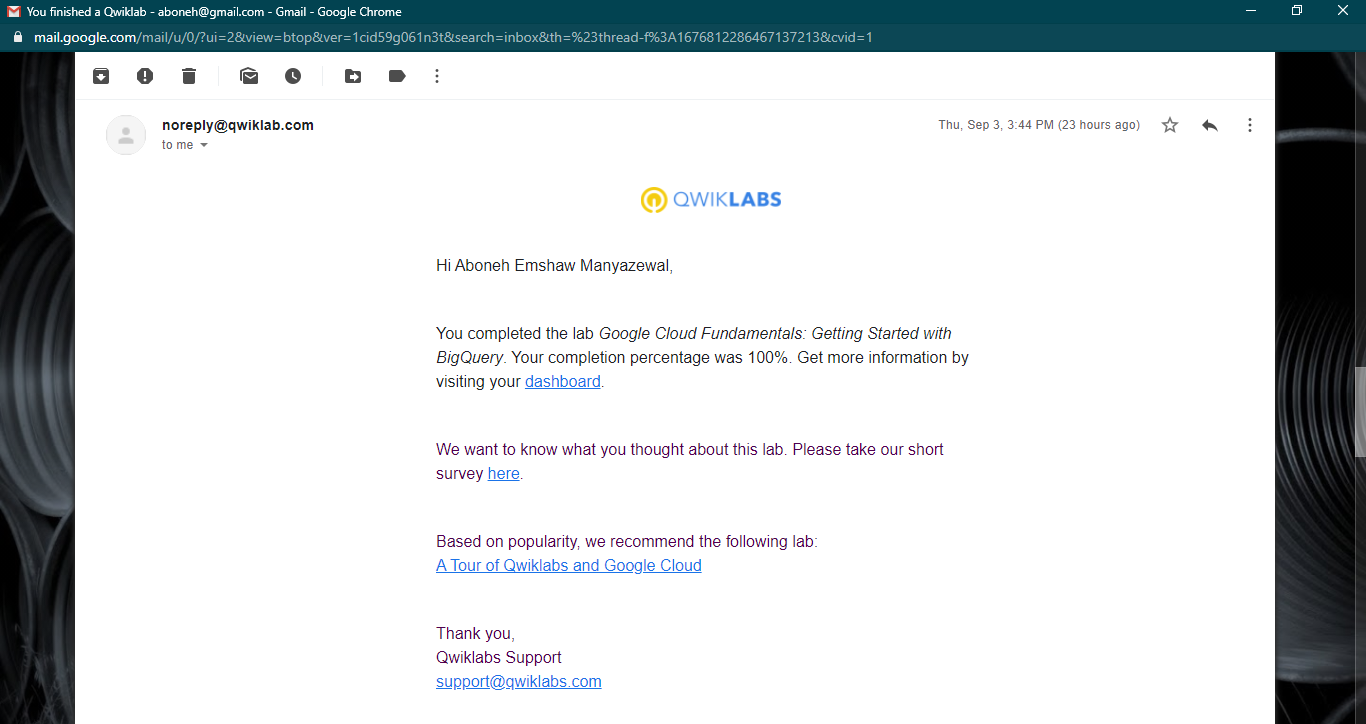 You finished a Qwiklab - aboneh@gmail.com - Gmail - Google Chrome
mail.google.com/mail/u/0/?ui=2&view=btop&ver=1cid59g061n3t&search=inbox&th=%23thread-f%3A1676812286467137213&cvid=1
noreply@qwiklab.com
Thu, Sep 3, 3:44 PM (23 hours ago)
to me
QWIKLABS
Hi Aboneh Emshaw Manyazewal,
You completed the lab Google Cloud Fundamentals: Getting Started with
BigQuery. Your completion percentage was 100%. Get more information by
visiting your dashboard.
We want to know what you thought about this lab. Please take our short
survey here.
Based on popularity, we recommend the following lab:
A Tour of Qwiklabs and Google Cloud
Thank you,
Qwiklabs Support
support@qwiklabs.com